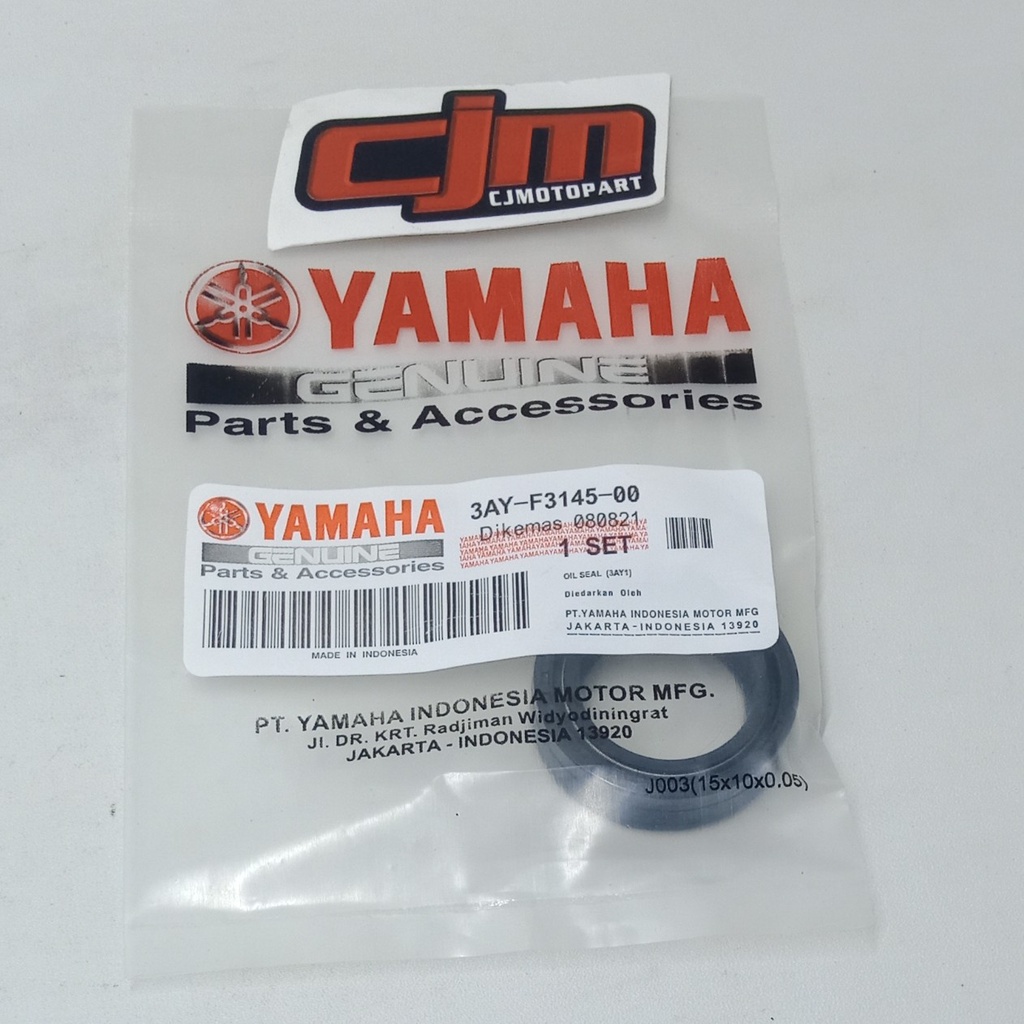 cjm
CJMOTOPART
YAMAHA
GENUINE
Parts & Accessories
YAMAHA
GENUINE
Parts & Accessories
MADE IN INDONESIA
3AY-F3145-00
Dikemas 080821
1 SET
OIL SEAL (3AY1)
Diedarkan Oleh
PT.YAMAHA INDONESIA MOTOR MFG
JAKARTA-INDONESIA 13920
PT. YAMAHA INDONESIA MOTOR MFG.
Jl. DR. KRT. Radjiman Widyodiningrat
JAKARTA - INDONESIA 13920
J003(15x10x0.05)